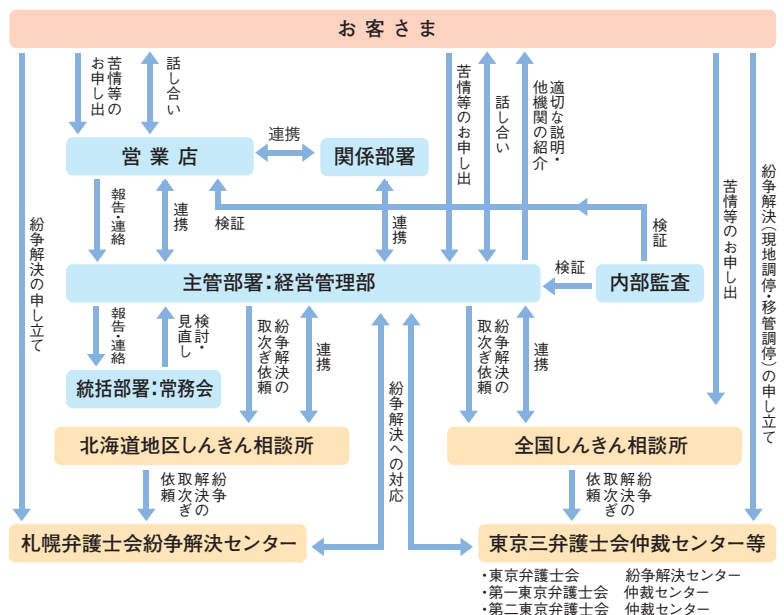 お客さま
苦情等の
お申し出
話し合い
苦情等のお申し出
話し合い
適切な説明・
他機関の紹介
営業店
連携
関係部署
紛争解決の申し立て
報告・連絡
連携
検証
連携
検証
苦情等のお申し出
紛争解決(現地調停・移管調停)の申し立て
主管部署:経営管理部
検証
内部監査
報告・連絡
検討・
見直し
紛争解決の
取次ぎ依頼
連携
紛争解決の
取次ぎ依頼
連携
統括部署:常務会
紛争解決への対応
北海道地区しんきん相談所
全国しんきん相談所
紛争
解決の
取次ぎ
依頼
紛争
解決の
取次ぎ
依頼
札幌弁護士会紛争解決センター
東京三弁護士会仲裁センター等
・東京弁護士会 紛争解決センター
・第一東京弁護士会 仲裁センター
・第二東京弁護士会 仲裁センター